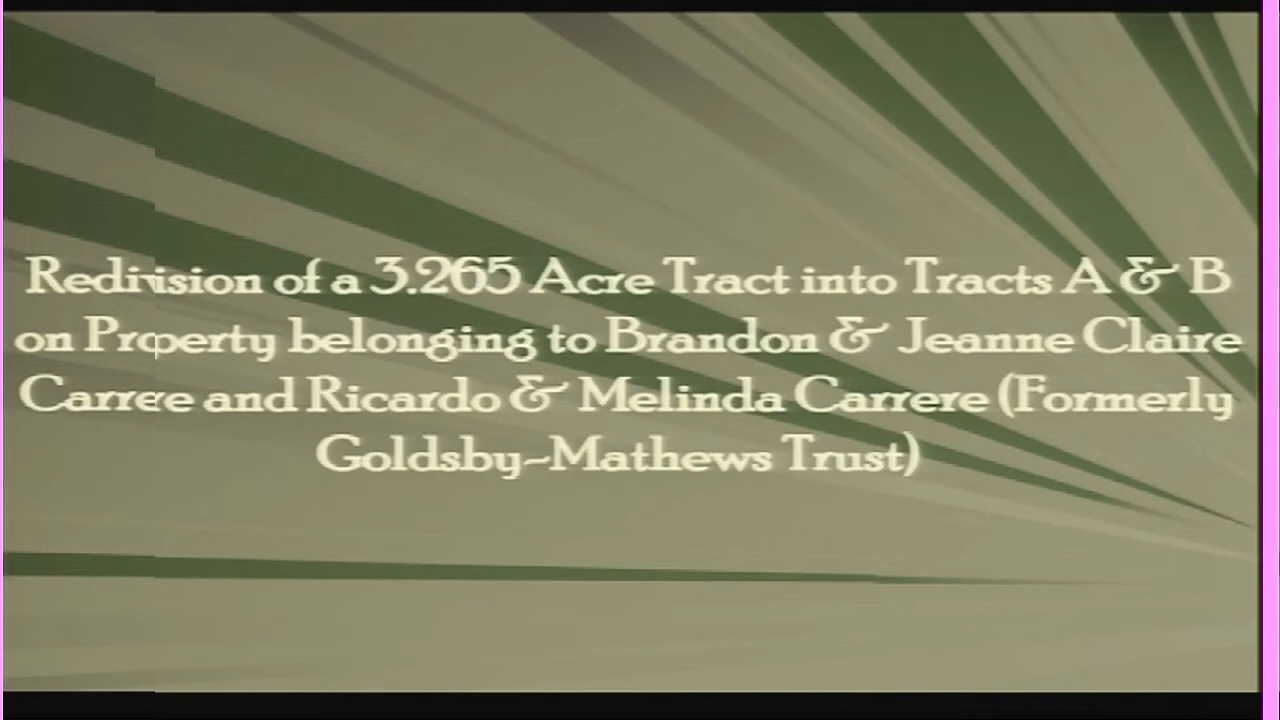 Redivision of a 3.265 Acre Tract into Tracts A & B
on Property belonging to Brandon & Jeanne Claire
Carrere and Ricardo & Melinda Carrere (Formerly
Goldsby-Mathews Trust)